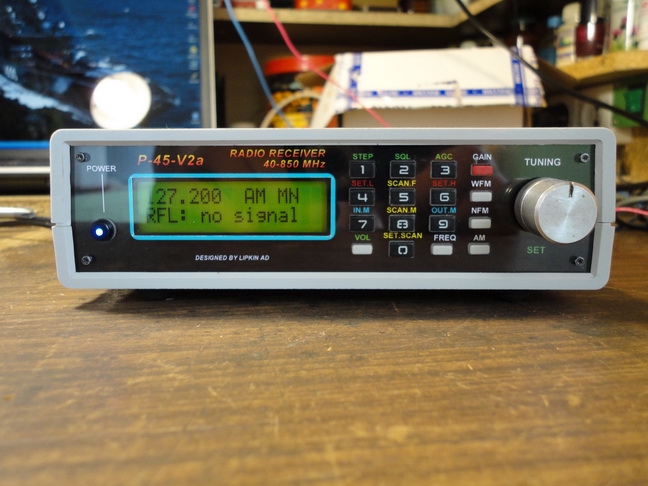 P-45-V2a
RADIO RECEIVER
40-850 MHz
POWER
127.200 AM MN
RFL: no signal
DESIGNED BY LIPKIN AD
STEP SQL AGC GAIN
1 2 3
SET.L SCAN.F SET.H WFM
4 5 6
IN.M SCAN.M OUT.M NFM
7 8 9
VOL SET.SCAN FREQ AM
0
TUNING
SET